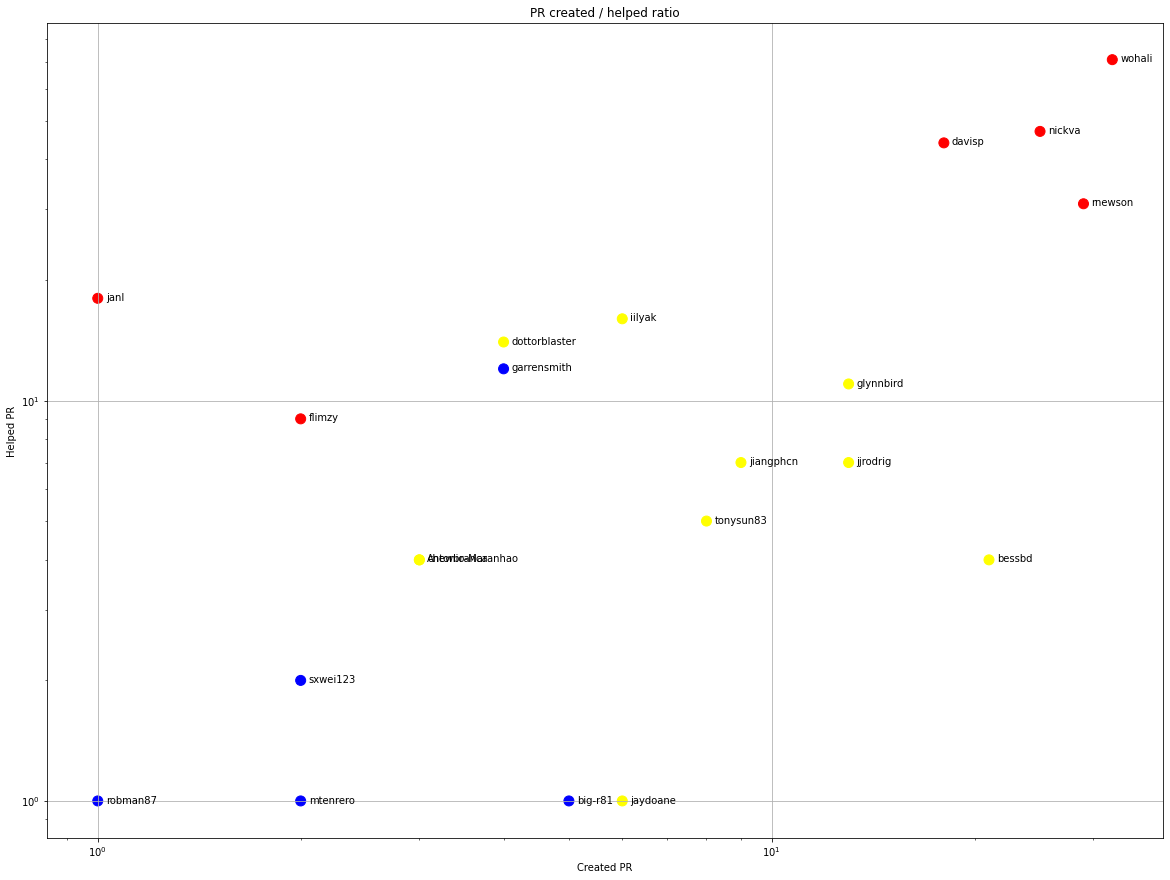 PR created / helped ratio
wohali
nickva
davisp
rnewson
janl
iilyak
dottorblaster
garrensmith
glynnbird
10¹
flimzy
Helped PR
jiangphcn
jjrodrig
tonysun83
bessbd
sxwei123
10⁰
robman87
mtenrero
big-r81
jaydoane
10⁰
10¹
Created PR